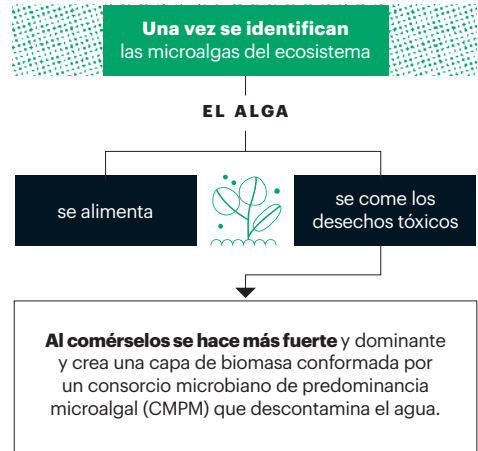 Una vez se identifican
las microalgas del ecosistema
EL ALGA
se alimenta
se come los
desechos tóxicos
Al comérselos se hace más fuerte y dominante
y crea una capa de biomasa conformada por
un consorcio microbiano de predominancia
microalgal (CMPM) que descontamina el agua.